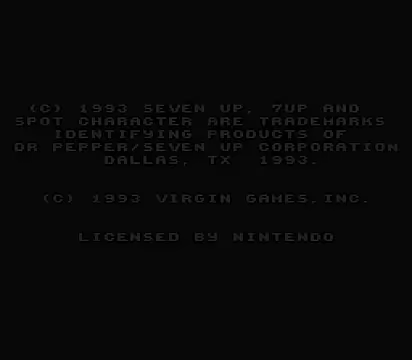 (C) 1993 SEVEN UP, 7UP AND
SPOT CHARACTER ARE TRADEMARKS
IDENTIFYING PRODUCTS OF
DR PEPPER/SEVEN UP CORPORATION
DALLAS, TX 1993.
(C) 1993 VIRGIN GAMES,INC.
LICENSED BY NINTENDO